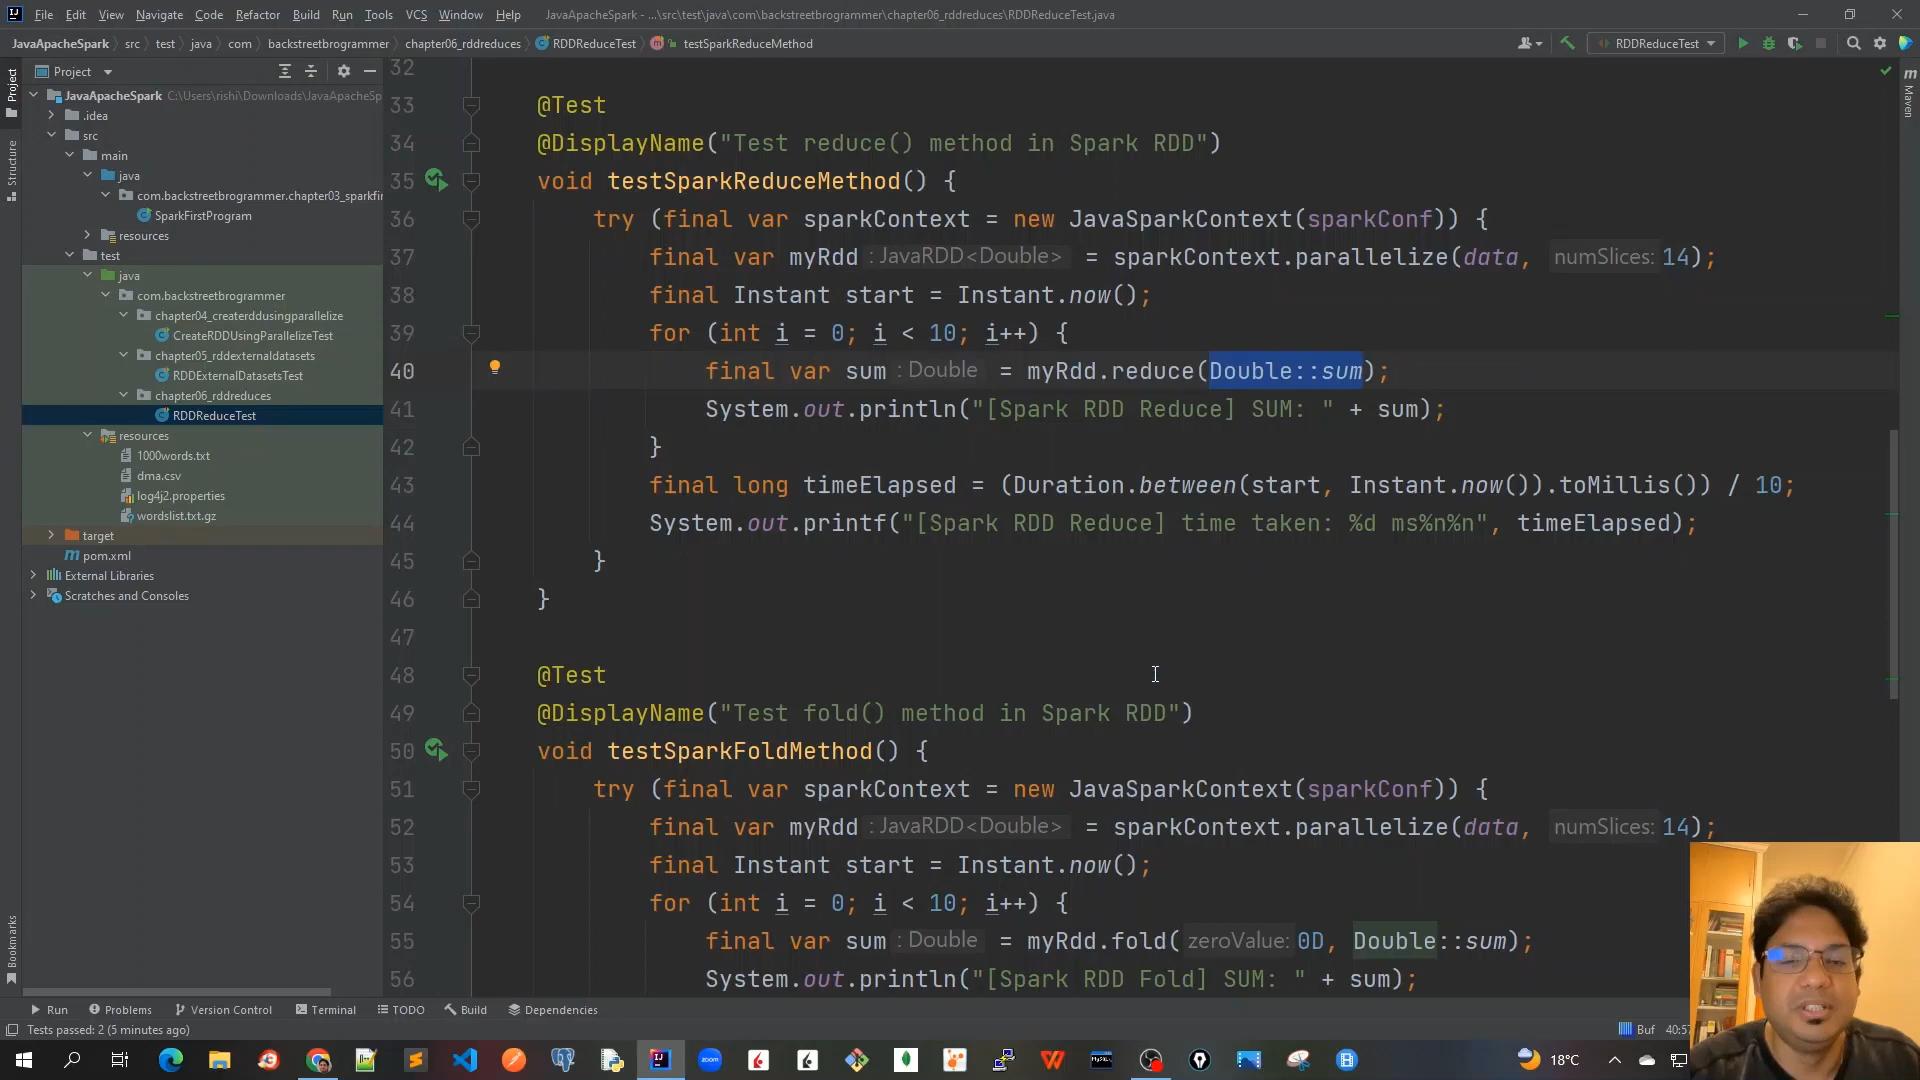 File Edit View Navigate Code Refactor Build Run Tools VCS Window Help JavaApacheSpark - ...\src\test\java\com\backstreetbrogrammer\chapter06_rddreduces\RDDReduceTest.java
JavaApacheSpark src test java com backstreetbrogrammer chapter06_rddreduces RDDReduceTest testSparkReduceMethod RDDReduceTest
Project
JavaApacheSpark C:\Users\rishi\Downloads\JavaApacheSp
.idea
src
main
java
com.backstreetbrogrammer.chapter03_sparkfir
SparkFirstProgram
resources
test
java
com.backstreetbrogrammer
chapter04_createrddusingparallelize
CreateRDDUsingParallelizeTest
chapter05_rddexternaldatasets
RDDExternalDatasetsTest
chapter06_rddreduces
RDDReduceTest
resources
1000words.txt
dma.csv
log4j2.properties
wordslist.txt.gz
target
pom.xml
External Libraries
Scratches and Consoles
Project
Structure
Bookmarks
Maven
32
33 @Test
34 @DisplayName("Test reduce() method in Spark RDD")
35 void testSparkReduceMethod() {
36 try (final var sparkContext = new JavaSparkContext(sparkConf)) {
37 final var myRdd : JavaRDD<Double> = sparkContext.parallelize(data, numSlices: 14);
38 final Instant start = Instant.now();
39 for (int i = 0; i < 10; i++) {
40 final var sum : Double = myRdd.reduce(Double::sum);
41 System.out.println("[Spark RDD Reduce] SUM: " + sum);
42 }
43 final long timeElapsed = (Duration.between(start, Instant.now()).toMillis()) / 10;
44 System.out.printf("[Spark RDD Reduce] time taken: %d ms%n%n", timeElapsed);
45 }
46 }
47
48 @Test
49 @DisplayName("Test fold() method in Spark RDD")
50 void testSparkFoldMethod() {
51 try (final var sparkContext = new JavaSparkContext(sparkConf)) {
52 final var myRdd : JavaRDD<Double> = sparkContext.parallelize(data, numSlices: 14);
53 final Instant start = Instant.now();
54 for (int i = 0; i < 10; i++) {
55 final var sum : Double = myRdd.fold( zeroValue: 0D, Double::sum);
56 System.out.println("[Spark RDD Fold] SUM: " + sum);
Run Problems Version Control Terminal TODO Build Dependencies
Tests passed: 2 (5 minutes ago) Buf 40:57
18°C